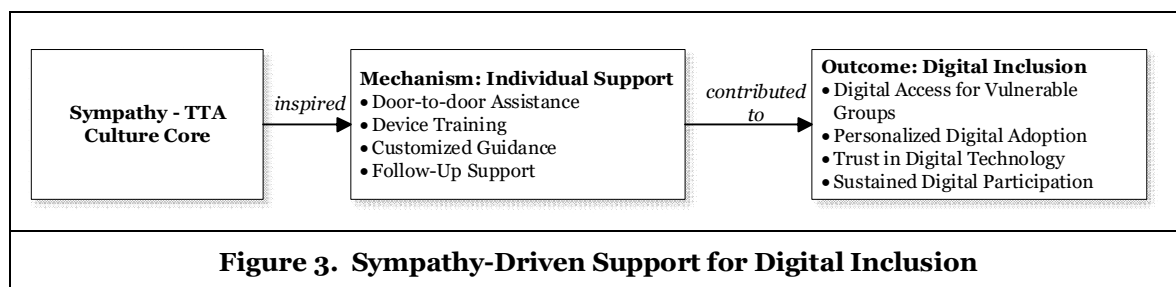 Sympathy - TTA
Culture Core
inspired
Mechanism: Individual Support
• Door-to-door Assistance
• Device Training
• Customized Guidance
• Follow-Up Support
contributed
to
Outcome: Digital Inclusion
• Digital Access for Vulnerable
Groups
• Personalized Digital Adoption
• Trust in Digital Technology
• Sustained Digital Participation
Figure 3. Sympathy-Driven Support for Digital Inclusion